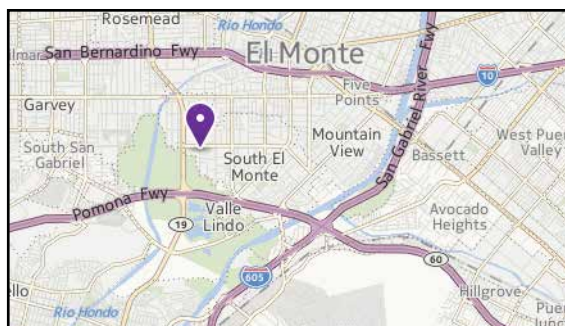 Rosemead
Rio Hondo
San Bernardino Fwy
El Monte
Five
Points
10
Garvey
San Gabriel River Fwy
South San
Gabriel
Mountain
View
West Puen
Valley
South El
Monte
Bassett
Pomona Fwy
Valle
Lindo
19
Avocado
Heights
60
605
Hillgrove
llo
Rio Hondo
Puen